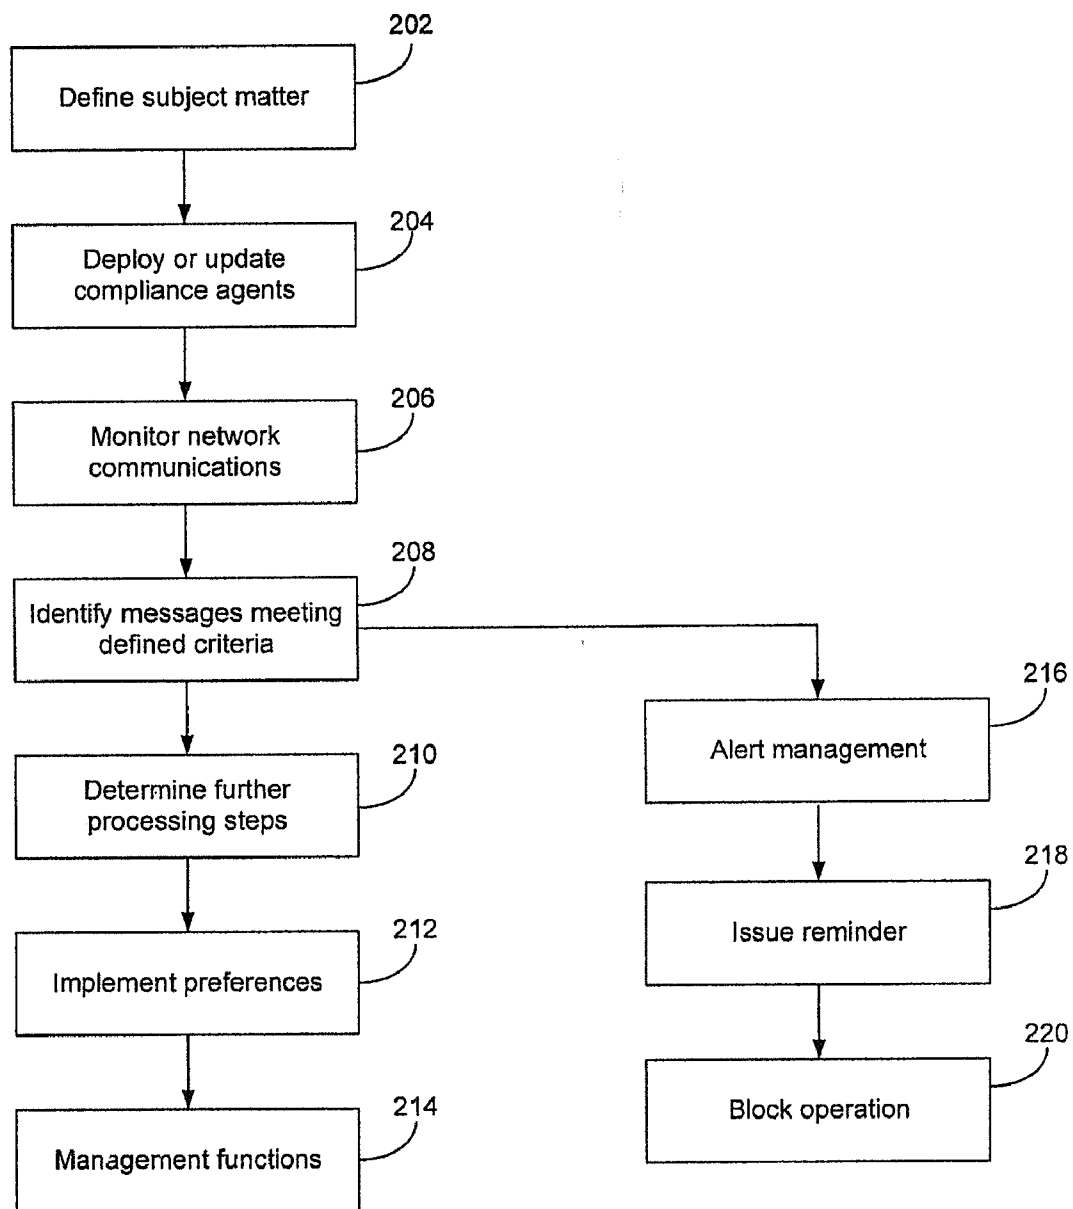 202
Define subject matter
204
Deploy or update
compliance agents
206
Monitor network
communications
208
Identify messages meeting
defined criteria
210
Determine further
processing steps
212
Implement preferences
214
Management functions
216
Alert management
218
Issue reminder
220
Block operation